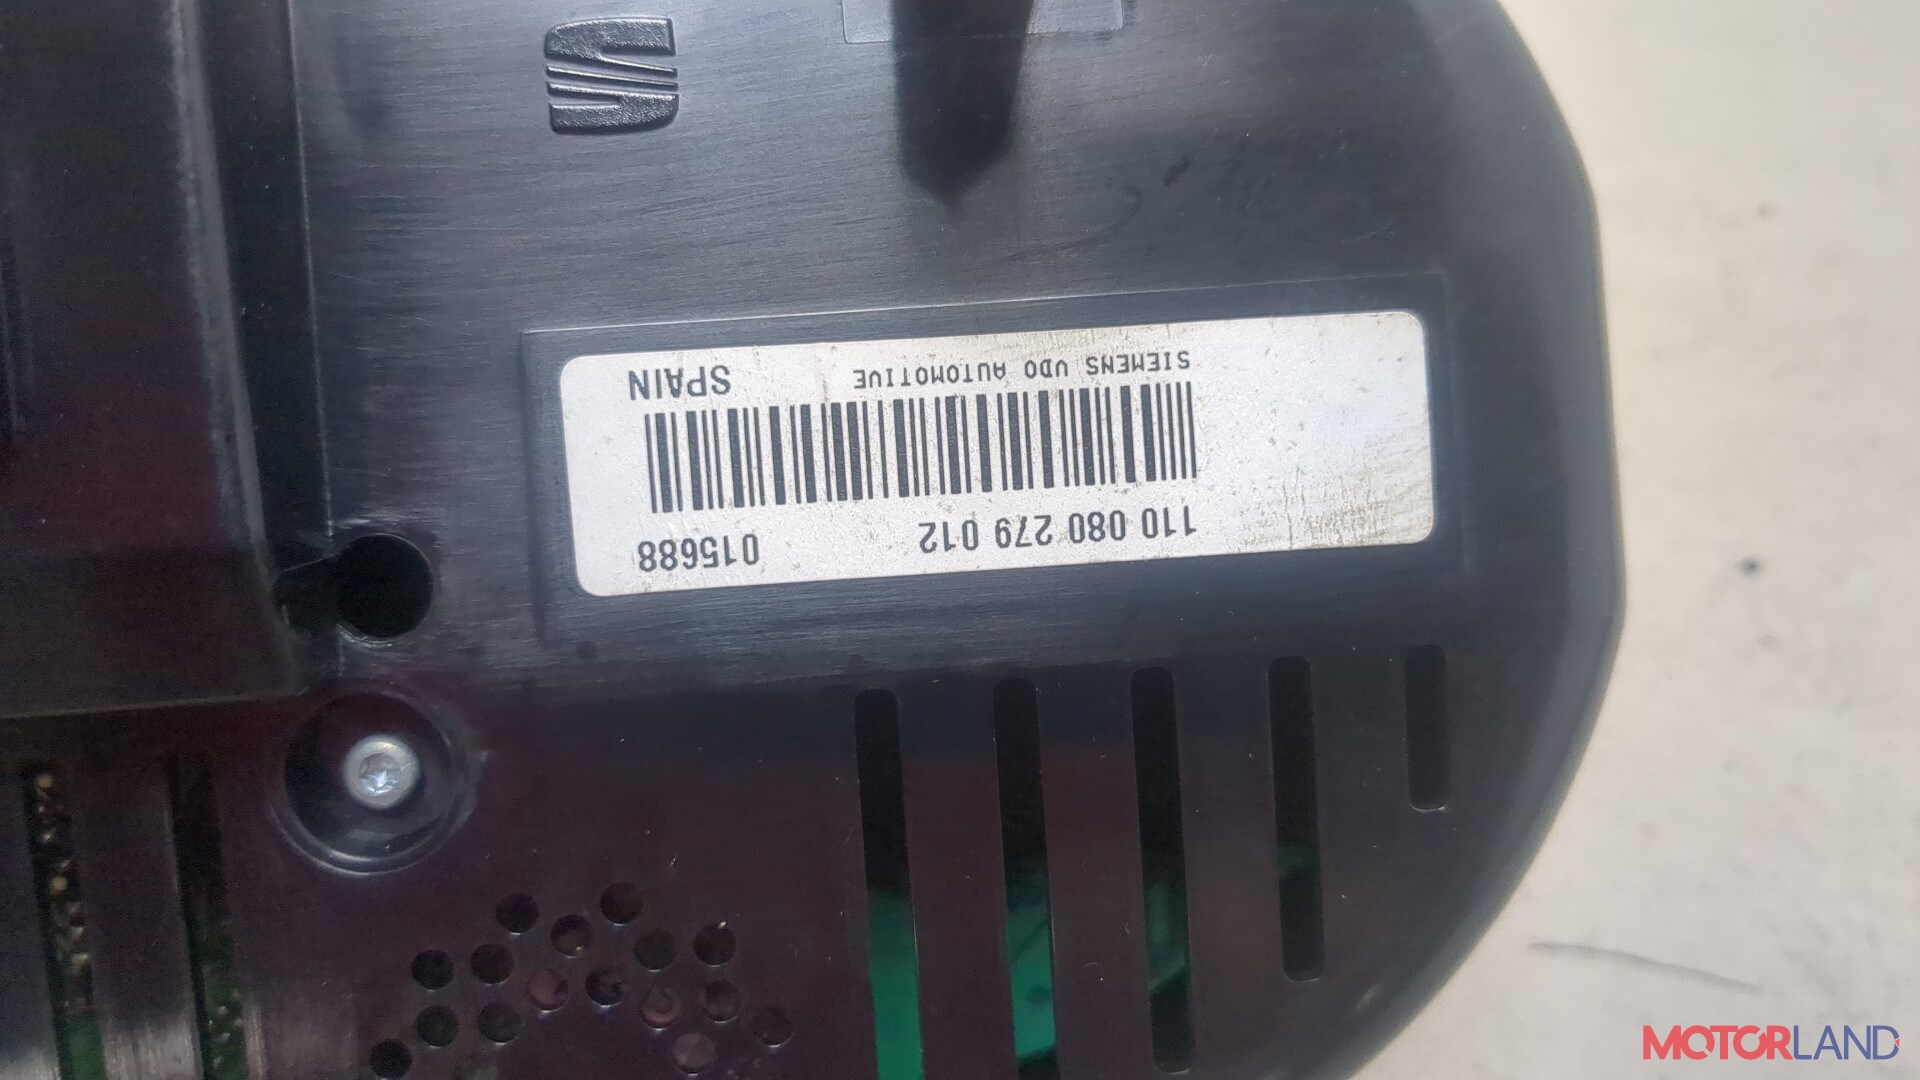 110 080 279 012 015688
SIEMENS VDO AUTOMOTIVE SPAIN
MOTORLAND